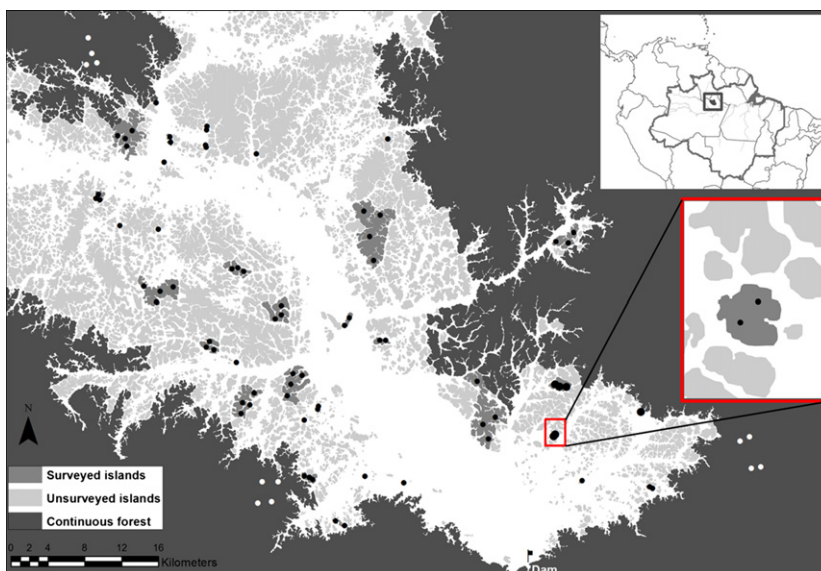 N
Surveyed islands
Unsurveyed islands
Continuous forest
0 2 4 8 12 16
Kilometers
Dam